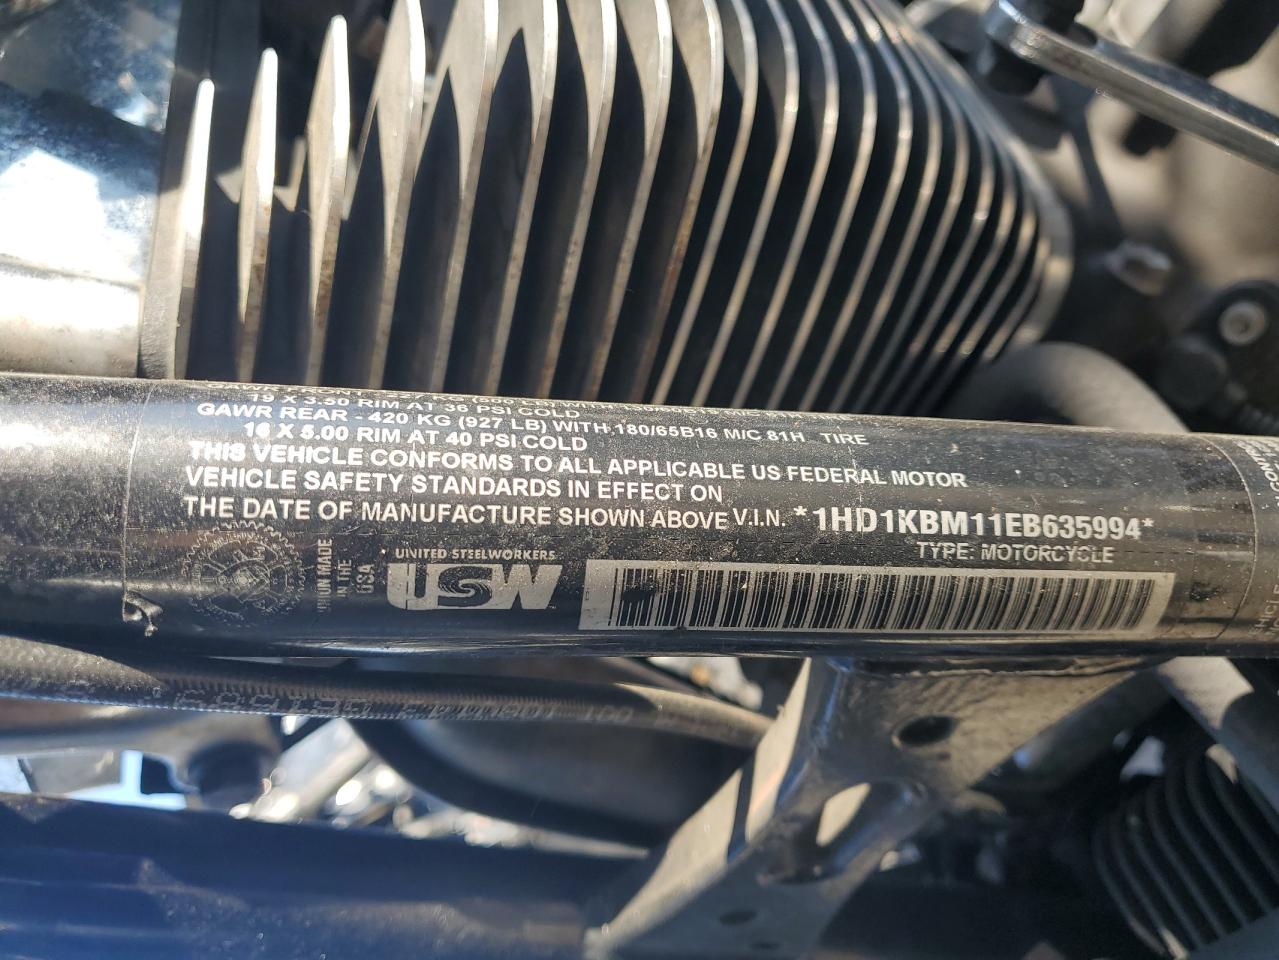 19 X 3.50 RIM AT 36 PSI COLD
GAWR REAR - 420 KG (927 LB) WITH 180/65B16 M/C 81H TIRE
16 X 5.00 RIM AT 40 PSI COLD
THIS VEHICLE CONFORMS TO ALL APPLICABLE US FEDERAL MOTOR
VEHICLE SAFETY STANDARDS IN EFFECT ON
THE DATE OF MANUFACTURE SHOWN ABOVE V.I.N. *1HD1KBM11EB635994*
TYPE: MOTORCYCLE
UNION MADE
IN THE
USA
UNITED STEELWORKERS
USW